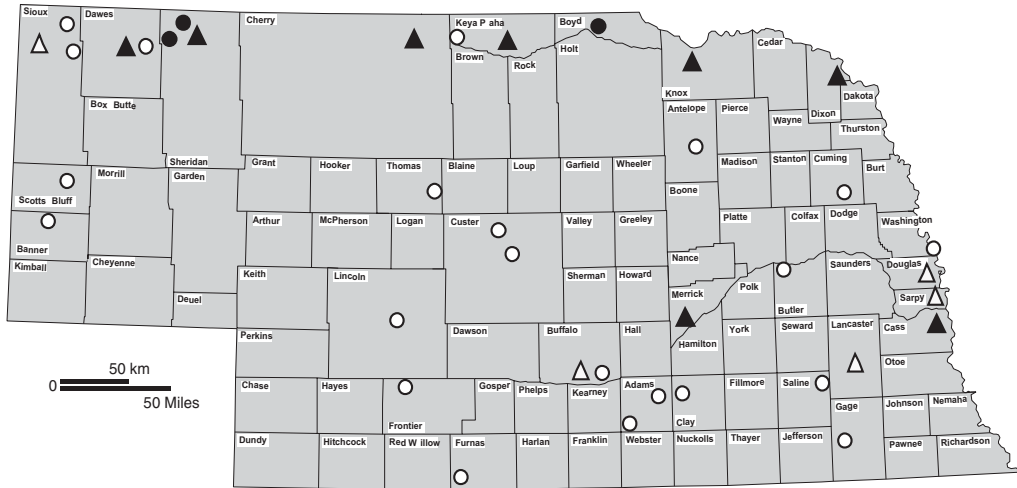 Sioux
Dawes
Cherry
Keya P aha
Boyd
Cedar
Brown
Rock
Holt
Knox
Dakota
Box Butte
Antelope
Pierce
Dixon
Wayne
Thurston
Sheridan
Grant
Hooker
Thomas
Blaine
Loup
Garfield
Wheeler
Madison
Stanton
Cuming
Burt
Morrill
Garden
Boone
Scotts Bluff
Arthur
McPherson
Logan
Custer
Valley
Greeley
Platte
Colfax
Dodge
Washington
Banner
Kimball
Cheyenne
Keith
Lincoln
Sherman
Howard
Nance
Saunders
Douglas
Deuel
Merrick
Polk
Sarpy
Butler
Perkins
Dawson
Buffalo
Hall
Hamilton
York
Seward
Lancaster
Cass
Otoe
50 km
0
50 Miles
Chase
Hayes
Gosper
Phelps
Kearney
Adams
Fillmore
Saline
Frontier
Clay
Gage
Johnson
Nemaha
Dundy
Hitchcock
Red W illow
Furnas
Harlan
Franklin
Webster
Nuckolls
Thayer
Jefferson
Pawnee
Richardson